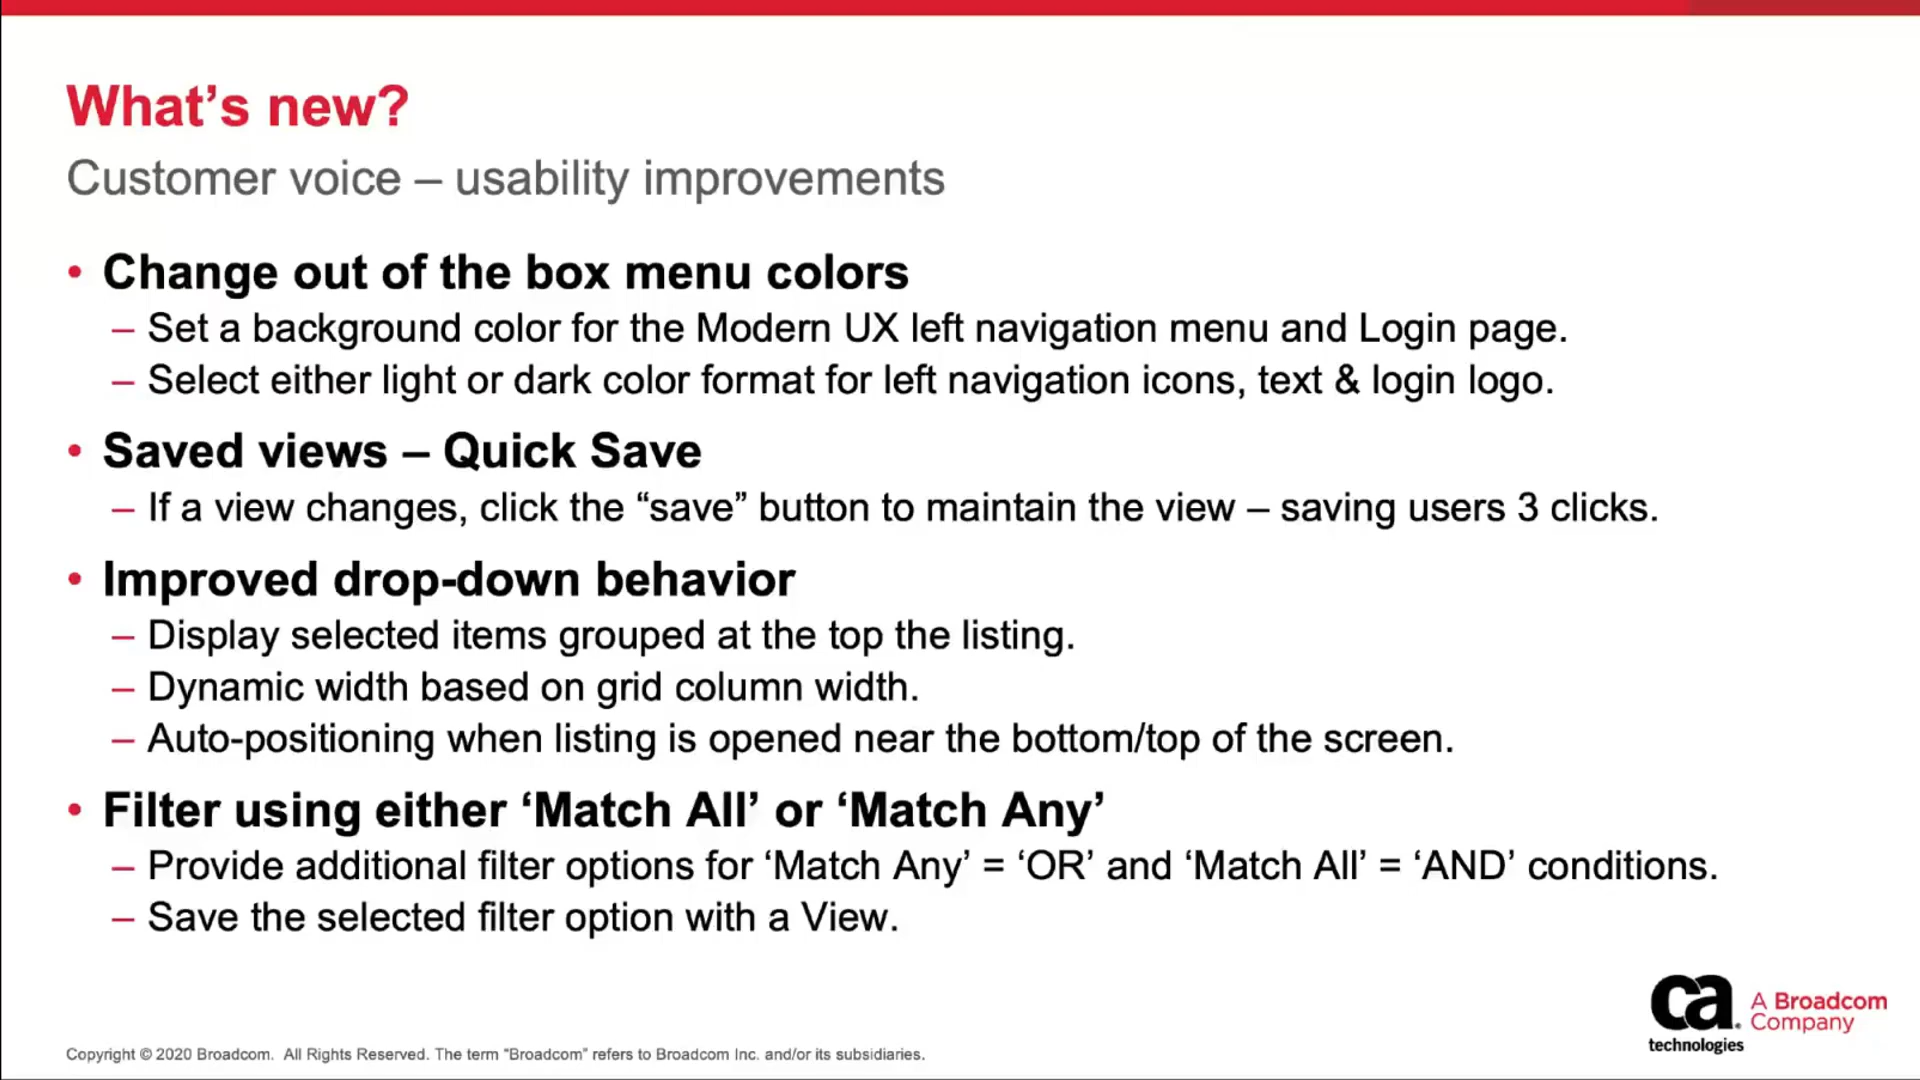 What’s new?
Customer voice – usability improvements
• Change out of the box menu colors
– Set a background color for the Modern UX left navigation menu and Login page.
– Select either light or dark color format for left navigation icons, text & login logo.
• Saved views – Quick Save
– If a view changes, click the “save” button to maintain the view – saving users 3 clicks.
• Improved drop-down behavior
– Display selected items grouped at the top the listing.
– Dynamic width based on grid column width.
– Auto-positioning when listing is opened near the bottom/top of the screen.
• Filter using either ‘Match All’ or ‘Match Any’
– Provide additional filter options for ‘Match Any’ = ‘OR’ and ‘Match All’ = ‘AND’ conditions.
– Save the selected filter option with a View.
ca
technologies
A Broadcom
Company
Copyright © 2020 Broadcom. All Rights Reserved. The term “Broadcom” refers to Broadcom Inc. and/or its subsidiaries.